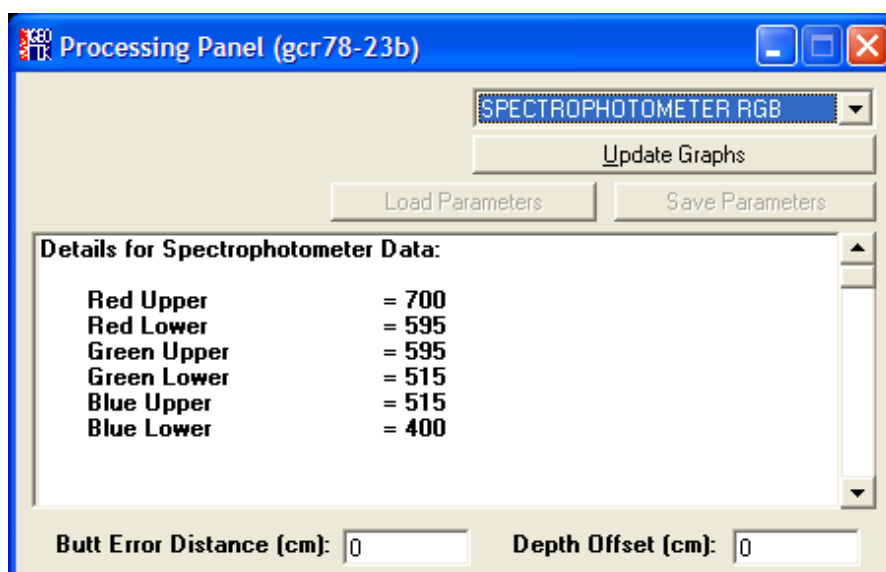 GEO
TK
Processing Panel (gcr78-23b)
SPECTROPHOTOMETER RGB
Update Graphs
Load Parameters Save Parameters
Details for Spectrophotometer Data:
Red Upper = 700
Red Lower = 595
Green Upper = 595
Green Lower = 515
Blue Upper = 515
Blue Lower = 400
Butt Error Distance (cm): 0 Depth Offset (cm): 0